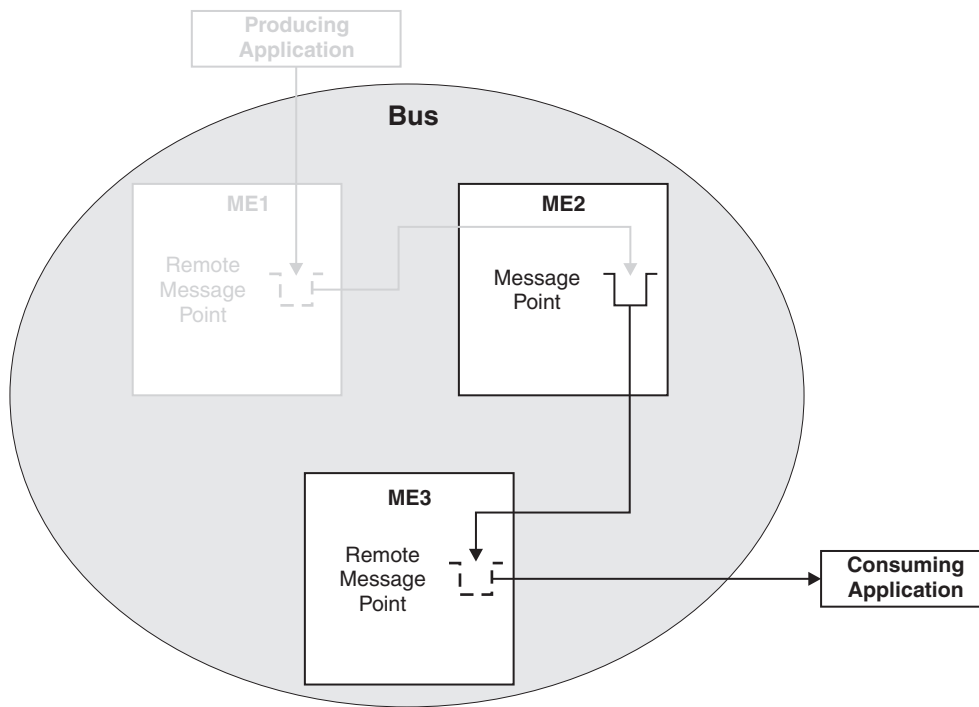 Producing
Application
Bus
ME1
Remote
Message
Point
ME2
Message
Point
ME3
Remote
Message
Point
Consuming
Application